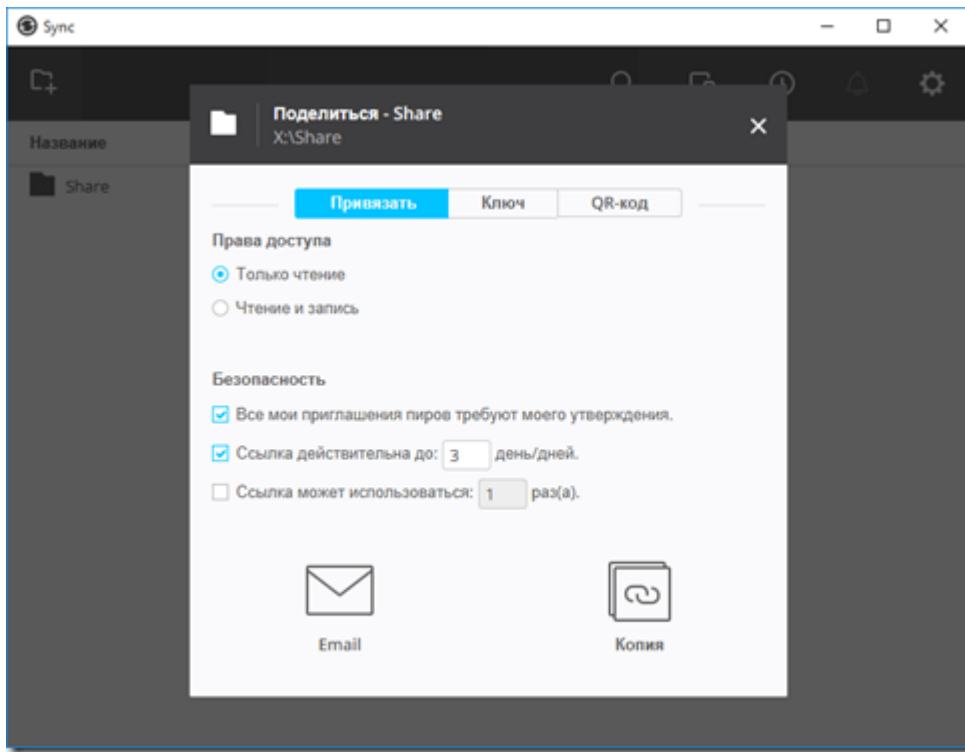 Sync
Поделиться - Share
X:\Share
Название
Share
Привязать Ключ QR-код
Права доступа
Только чтение
Чтение и запись
Безопасность
Все мои приглашения пиров требуют моего утверждения.
Ссылка действительна до: 3 день/дней.
Ссылка может использоваться: 1 раз(а).
Email Копия